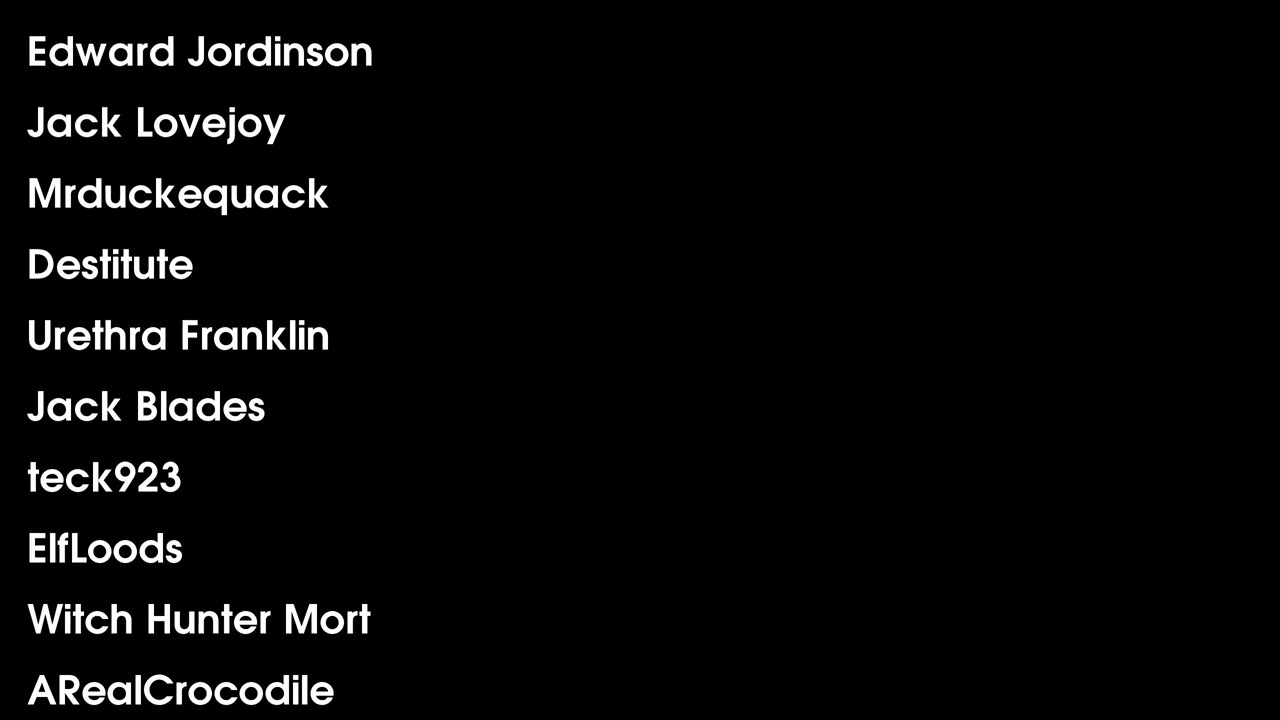 Edward Jordinson
Jack Lovejoy
Mrduckequack
Destitute
Urethra Franklin
Jack Blades
teck923
ElfLoods
Witch Hunter Mort
ARealCrocodile